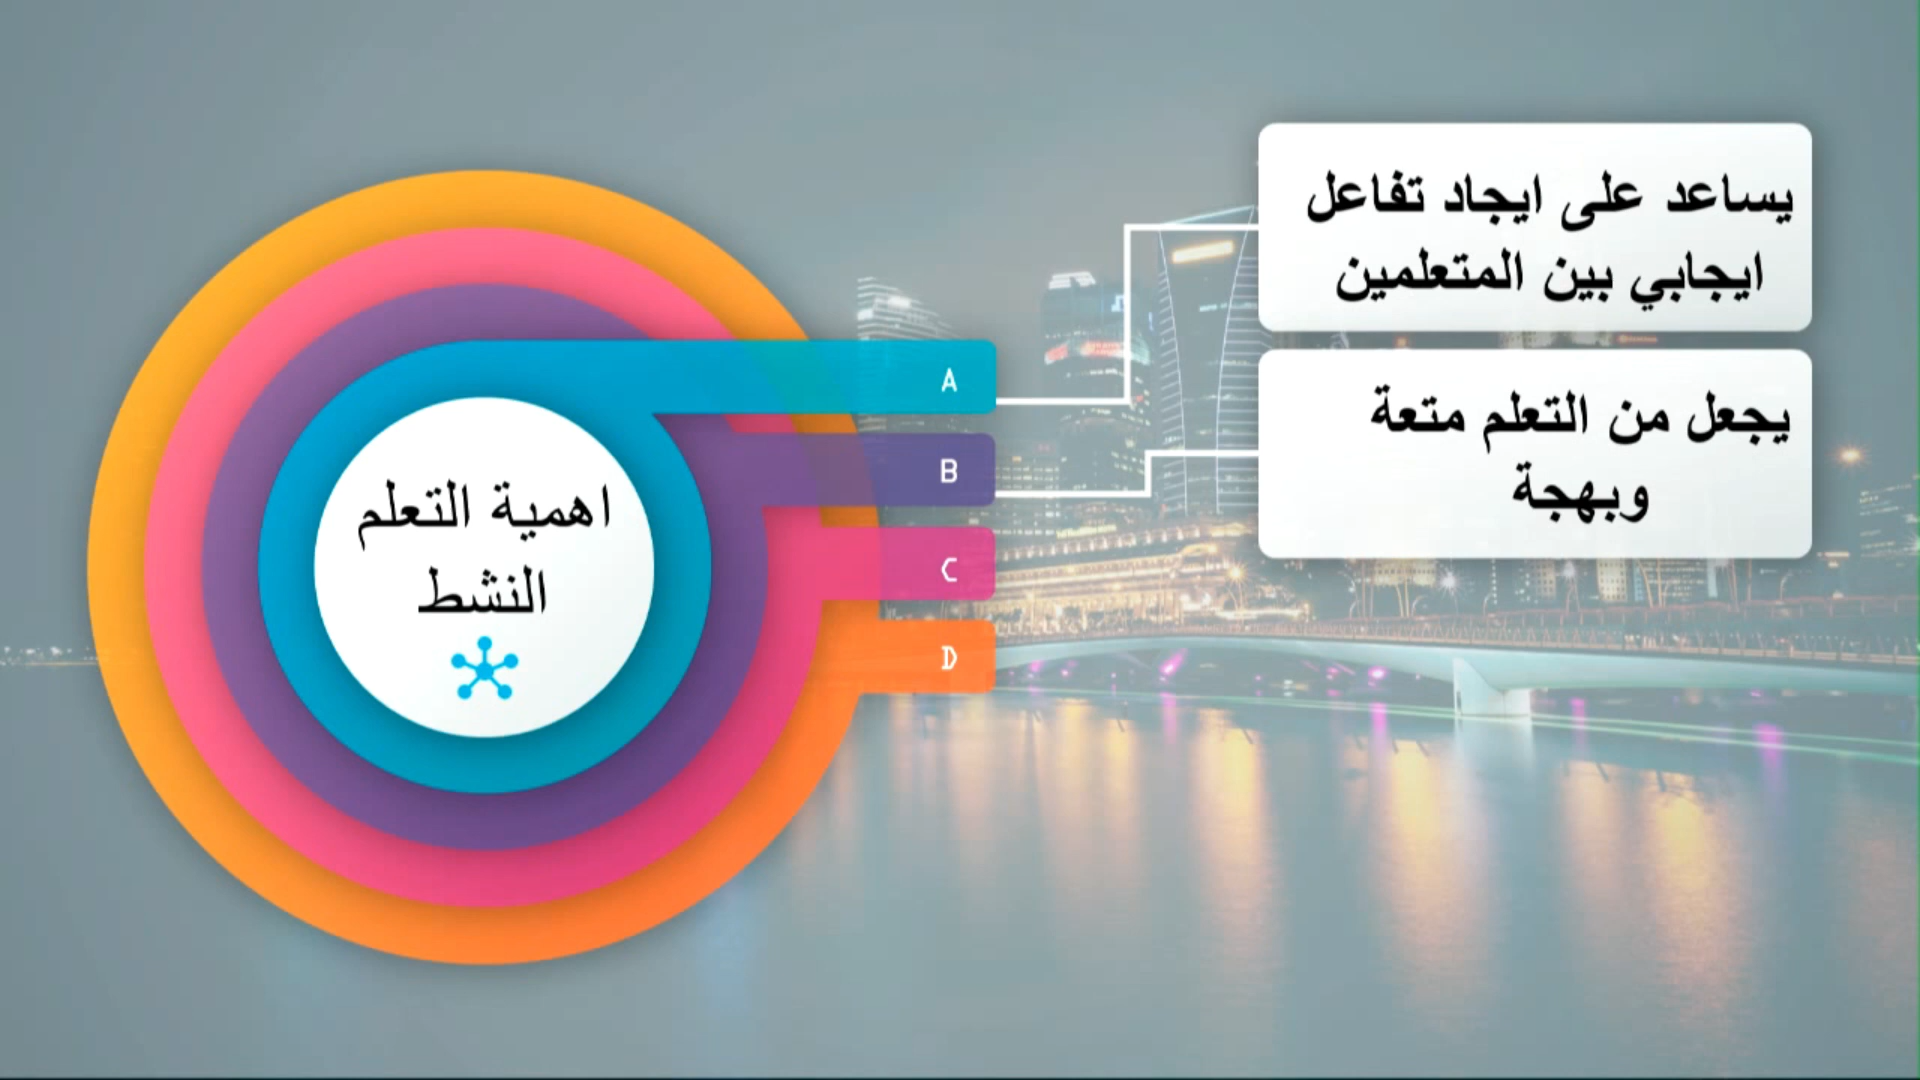 اهمية التعلم
النشط
A
يساعد على ايجاد تفاعل
ايجابي بين المتعلمين
B
يجعل من التعلم متعة
وبهجة
C
D